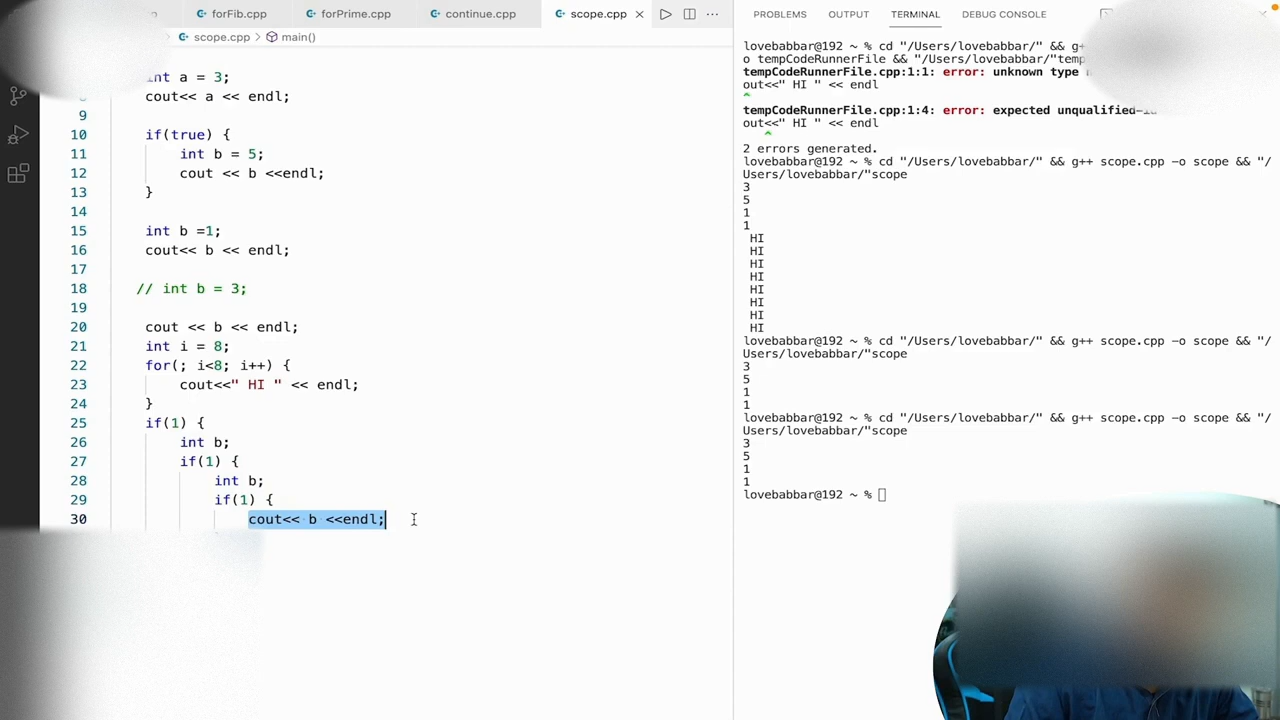 p
forFib.cpp
forPrime.cpp
continue.cpp
scope.cpp
scope.cpp > main()
int a = 3;
cout<< a << endl;
9
10 if(true) {
11 int b = 5;
12 cout << b <<endl;
13 }
14
15 int b =1;
16 cout<< b << endl;
17
18 // int b = 3;
19
20 cout << b << endl;
21 int i = 8;
22 for(; i<8; i++) {
23 cout<<" HI " << endl;
24 }
25 if(1) {
26 int b;
27 if(1) {
28 int b;
29 if(1) {
30 cout<< b <<endl;
PROBLEMS OUTPUT TERMINAL DEBUG CONSOLE
lovebabbar@192 ~ % cd "/Users/lovebabbar/" && g++
o tempCodeRunnerFile && "/Users/lovebabbar/"temp
tempCodeRunnerFile.cpp:1:1: error: unknown type
out<<" HI " << endl
^
tempCodeRunnerFile.cpp:1:4: error: expected
out<<" HI " << endl
^
2 errors generated.
lovebabbar@192 ~ % cd "/Users/lovebabbar/" && g++ scope.cpp -o scope && "/
Users/lovebabbar/"scope
3
5
1
1
HI
HI
HI
HI
HI
HI
HI
HI
lovebabbar@192 ~ % cd "/Users/lovebabbar/" && g++ scope.cpp -o scope && "/
Users/lovebabbar/"scope
3
5
1
1
lovebabbar@192 ~ % cd "/Users/lovebabbar/" && g++ scope.cpp -o scope && "/
Users/lovebabbar/"scope
3
5
1
1
lovebabbar@192 ~ %